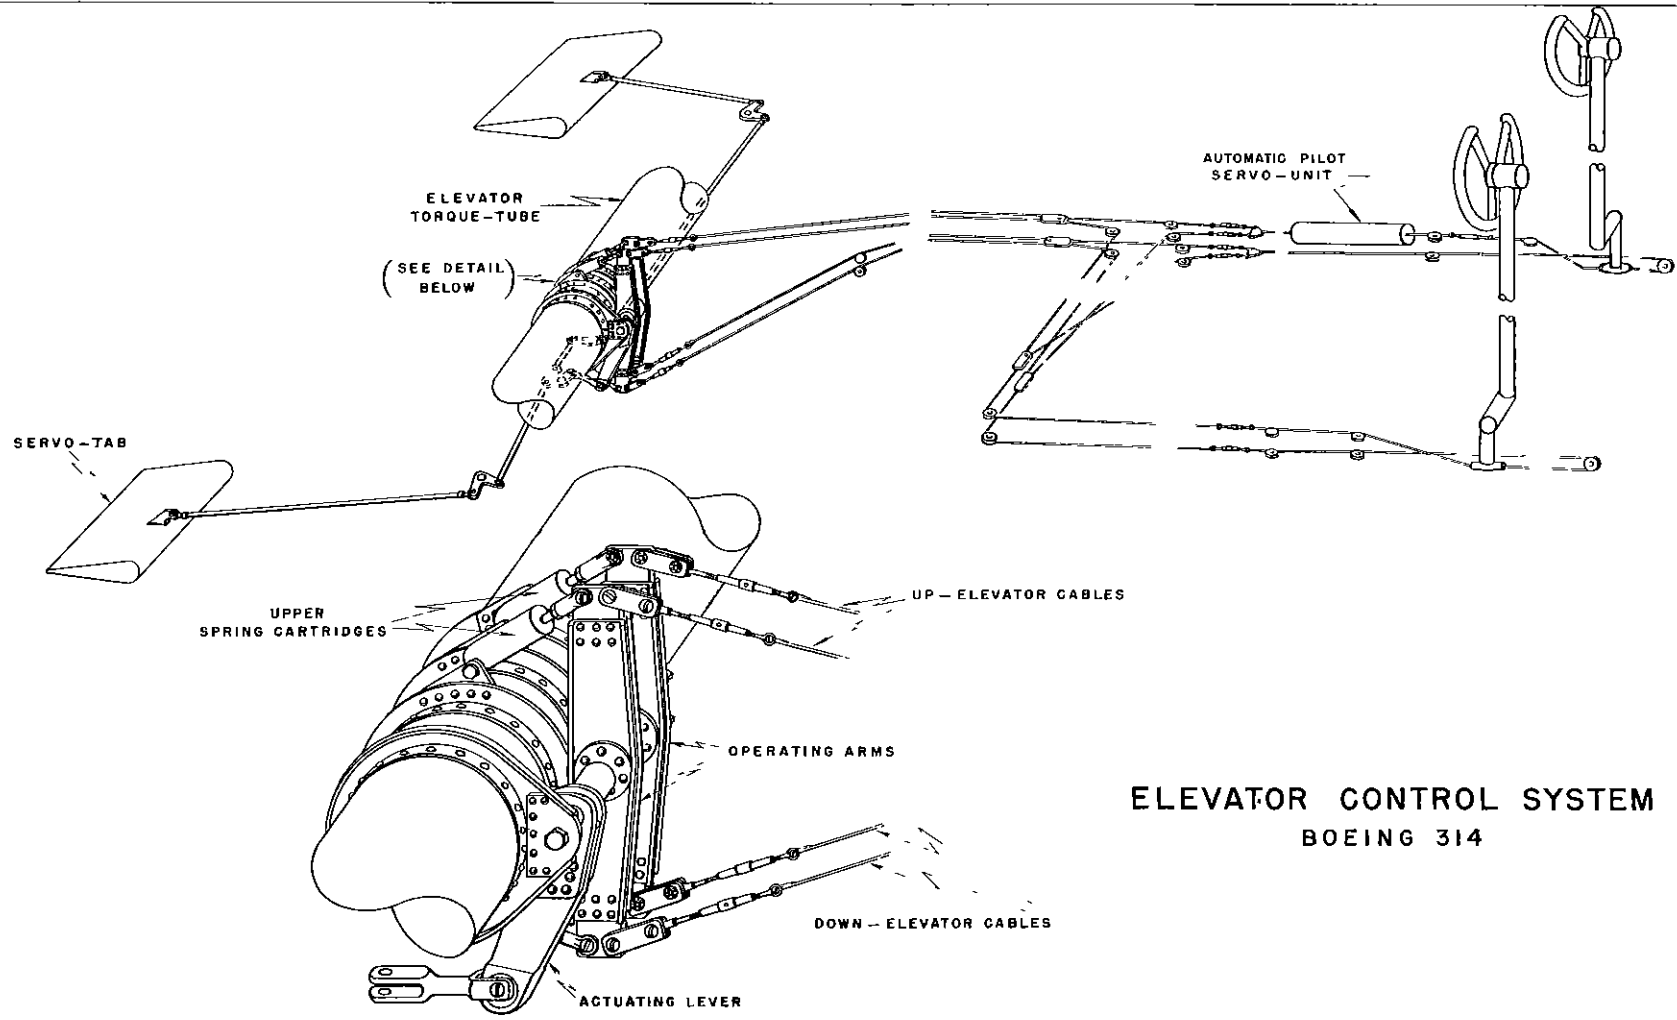 AUTOMATIC PILOT
SERVO-UNIT
ELEVATOR
TORQUE-TUBE
(SEE DETAIL
BELOW)
SERVO-TAB
UP-ELEVATOR CABLES
UPPER
SPRING CARTRIDGES
OPERATING ARMS
ELEVATOR CONTROL SYSTEM
BOEING 314
DOWN-ELEVATOR CABLES
ACTUATING LEVER